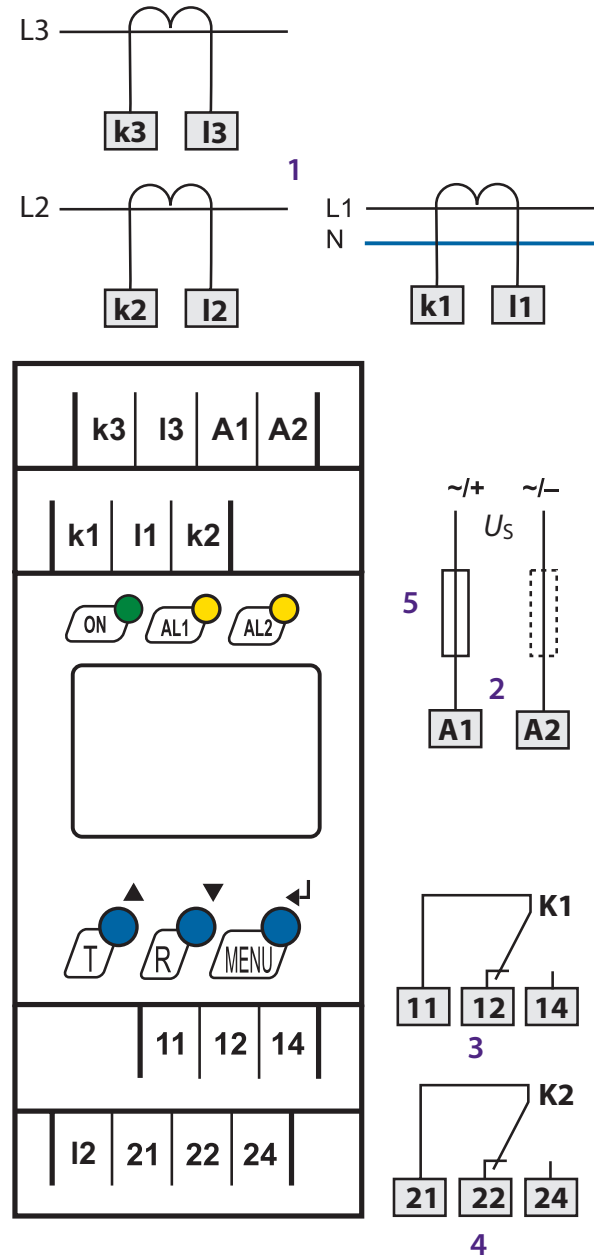 L3
k3 l3
1
L2
L1
N
k2 l2
k1 l1
k3 l3 A1 A2
k1 l1 k2
~/+ ~/–
US
5
ON AL1 AL2
2
A1 A2
▲ ▼ ↲
T R MENU
K1
11 12 14
3
11 12 14
K2
l2 21 22 24
21 22 24
4